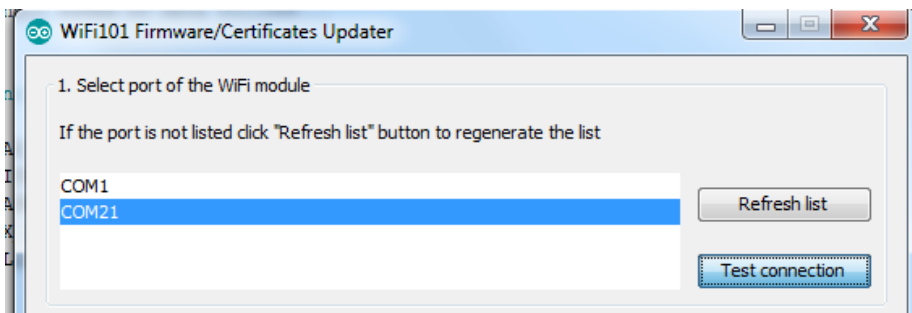 WiFi101 Firmware/Certificates Updater
1. Select port of the WiFi module
If the port is not listed click "Refresh list" button to regenerate the list
COM1
COM21
Refresh list
Test connection